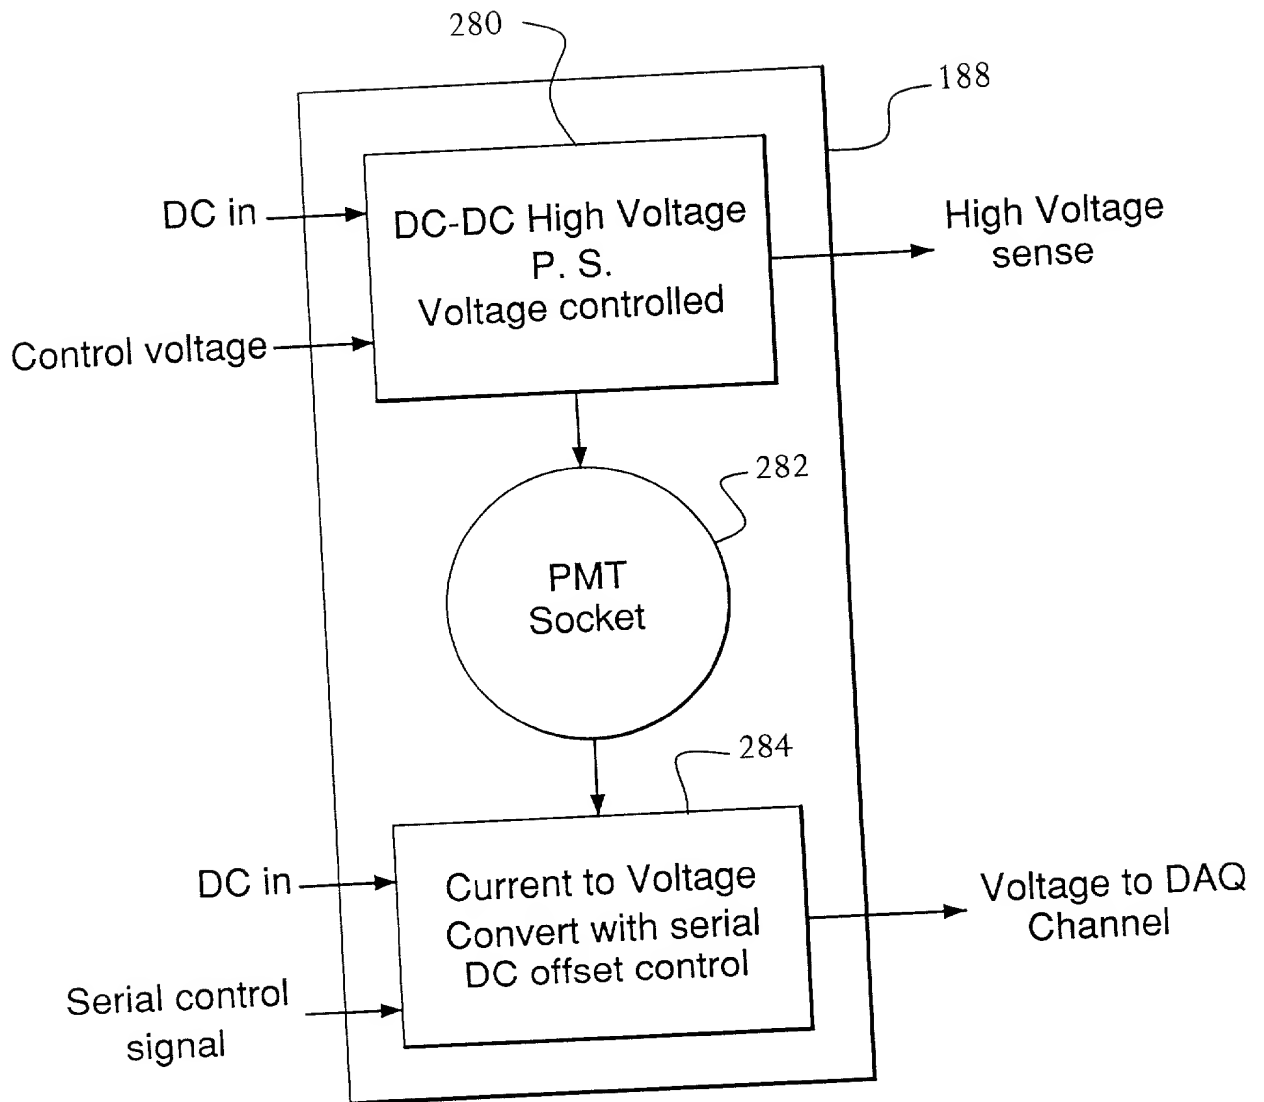 280
188
DC in
DC-DC High Voltage
P. S.
Voltage controlled
High Voltage
sense
Control voltage
282
PMT
Socket
284
DC in
Current to Voltage
Convert with serial
DC offset control
Voltage to DAQ
Channel
Serial control
signal